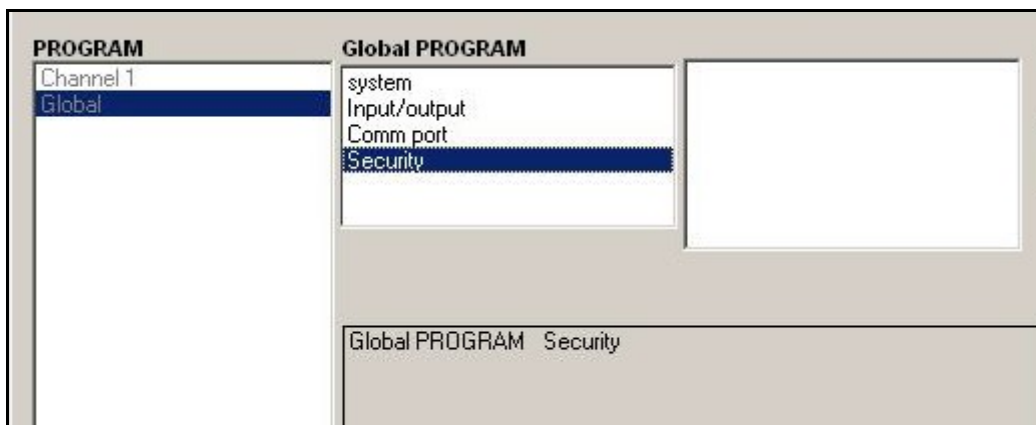 PROGRAM
Channel 1
Global
Global PROGRAM
system
Input/output
Comm port
Security
Global PROGRAM Security